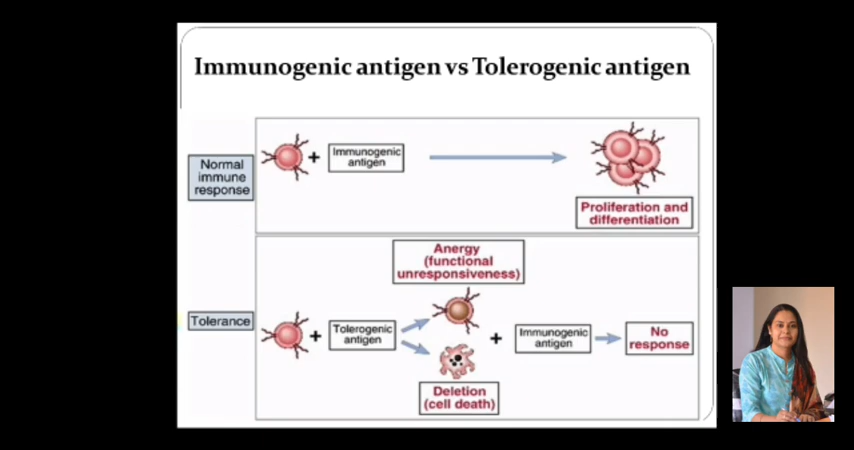 Immunogenic antigen vs Tolerogenic antigen
Normal
immune
response
Immunogenic
antigen
Proliferation and
differentiation
Anergy
(functional
unresponsiveness)
Tolerance
Tolerogenic
antigen
Immunogenic
antigen
No
response
Deletion
(cell death)